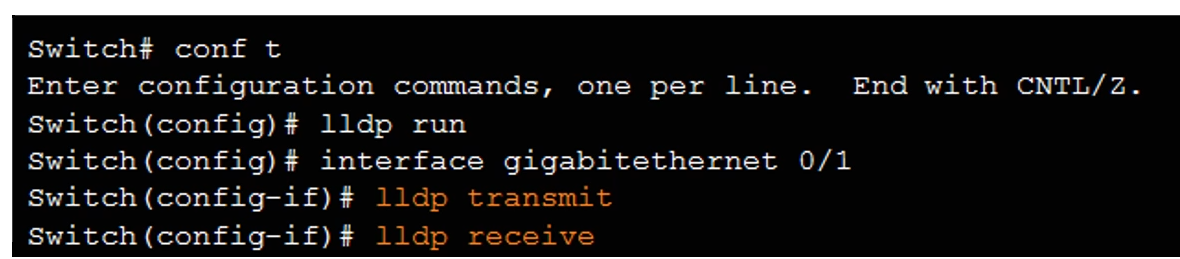 Switch# conf t
Enter configuration commands, one per line.  End with CNTL/Z.
Switch(config)# lldp run
Switch(config)# interface gigabitethernet 0/1
Switch(config-if)# lldp transmit
Switch(config-if)# lldp receive